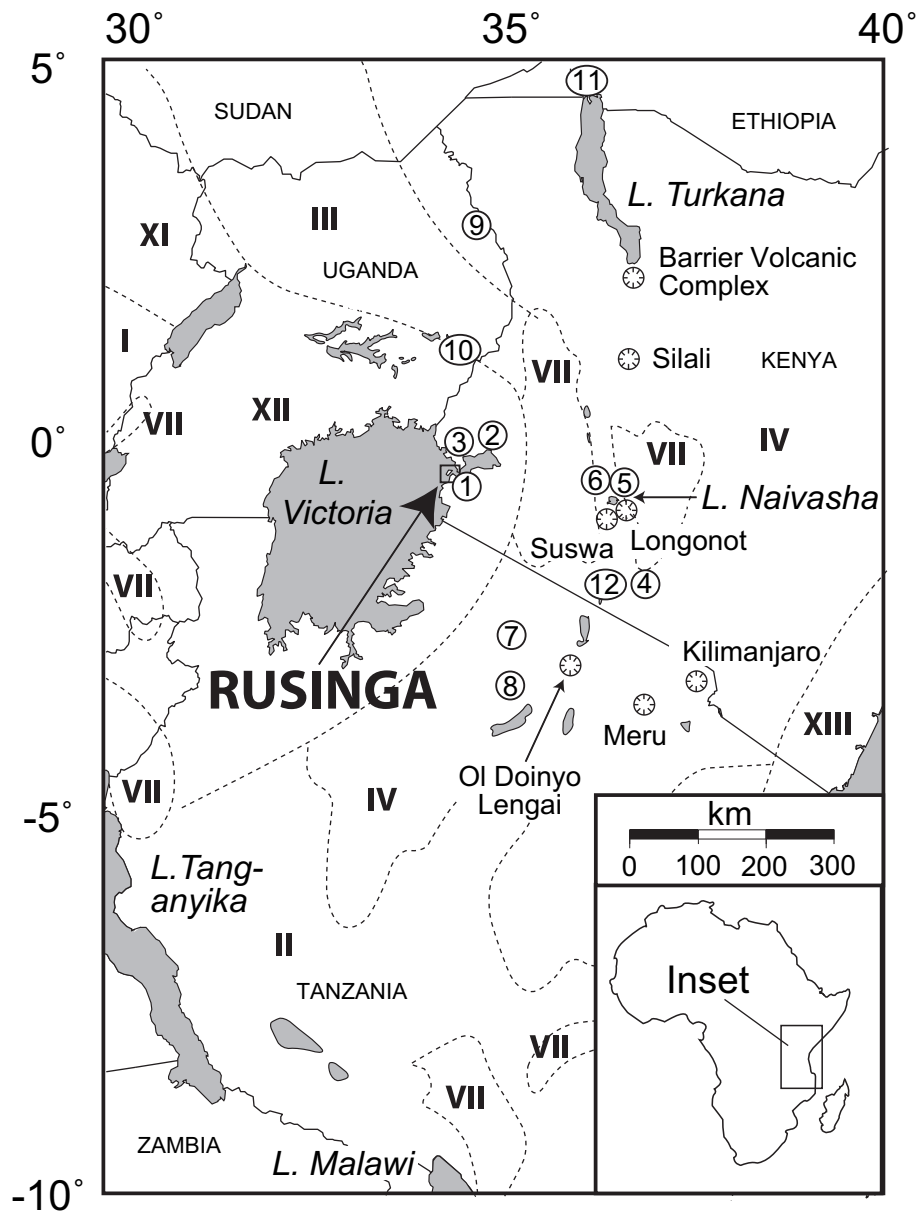 30˚ 35˚ 40˚
5˚
11
SUDAN
ETHIOPIA
L. Turkana
III
9
XI
UGANDA
Barrier Volcanic
Complex
I
10
VII
Silali
KENYA
VII
XII
3
2
IV
0˚
L.
Victoria
1
6
5
VII
L. Naivasha
Suswa
Longonot
VII
12
4
7
Kilimanjaro
RUSINGA
8
Meru
XIII
VII
IV
Ol Doinyo
Lengai
-5˚
km
0 100 200 300
L.Tang-
anyika
II
TANZANIA
Inset
VII
VII
ZAMBIA
L. Malawi
-10˚